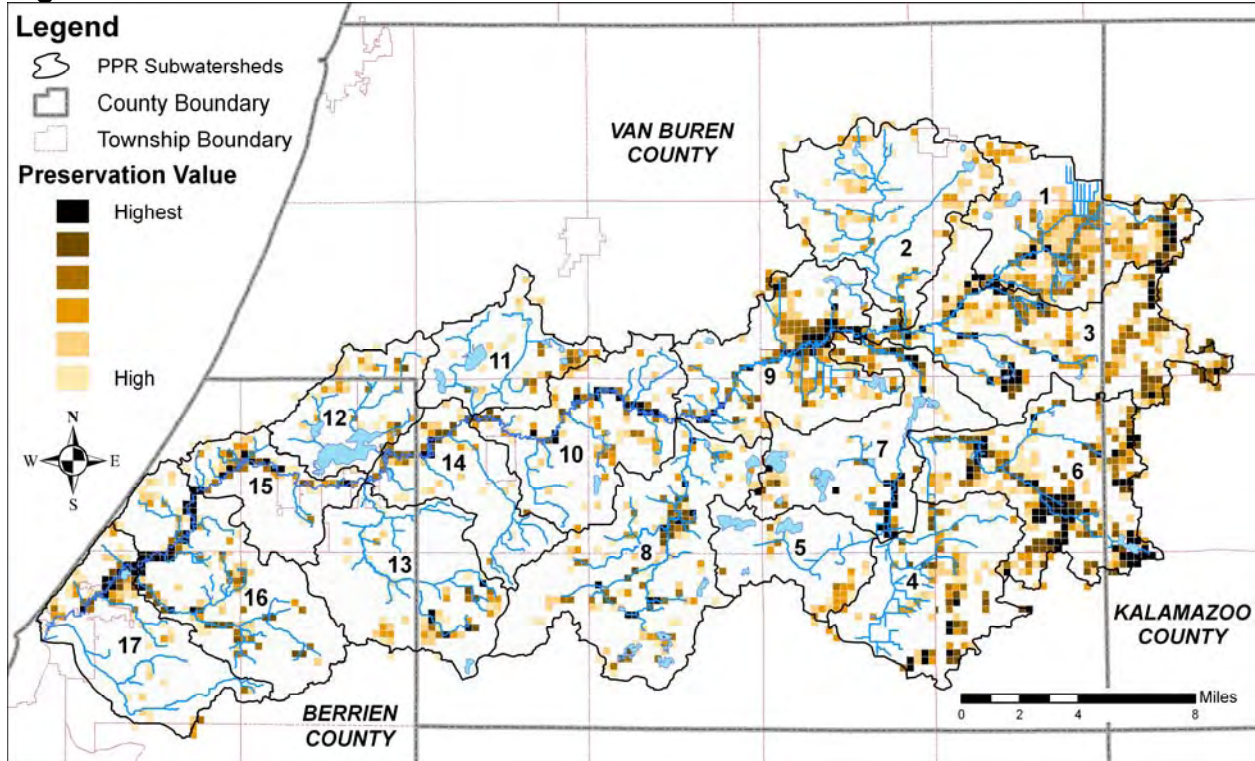 Legend
PPR Subwatersheds
County Boundary
Township Boundary
Preservation Value
Highest
High
N
W E
S
VAN BUREN
COUNTY
1
2
3
9
11
12
10
14
7
6
15
8
5
13
4
16
17
KALAMAZOO
COUNTY
BERRIEN
COUNTY
Miles
0 2 4 8